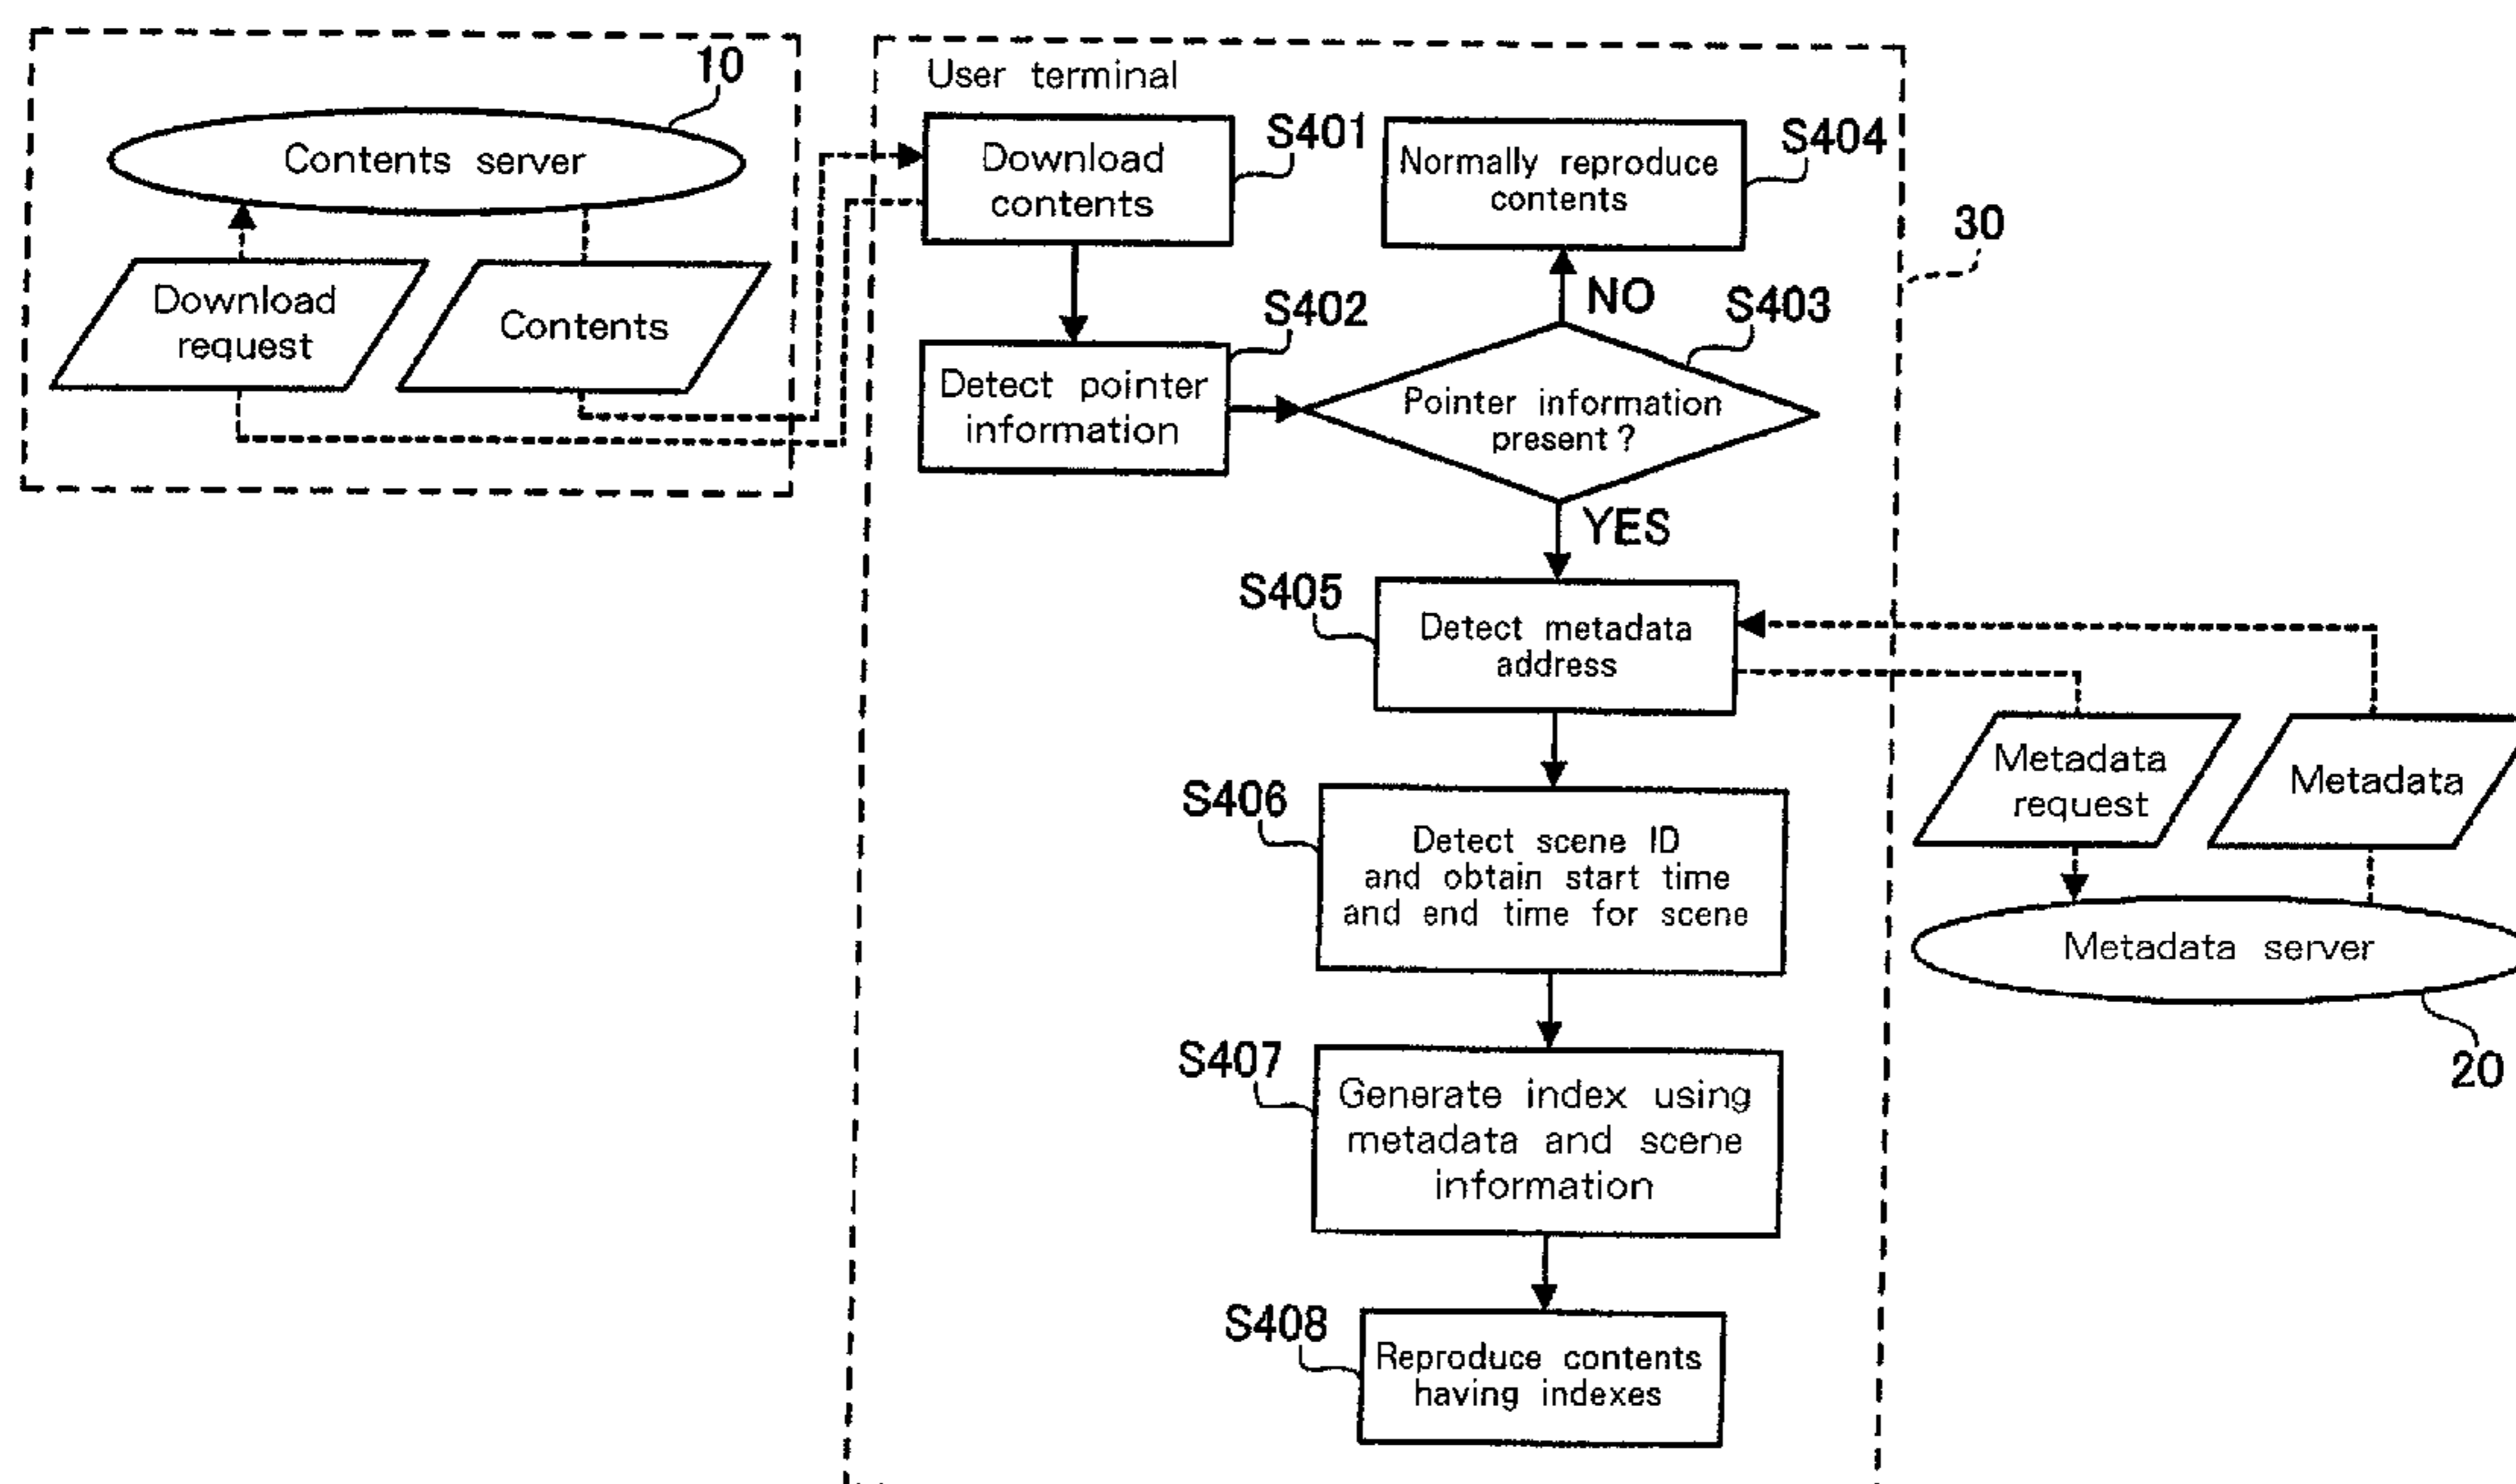 10
Contents server
Download
request
Contents
User terminal
Download
contents
S401
Normally reproduce
contents
S404
30
NO
S402
Detect pointer
information
S403
Pointer information
present?
YES
S405
Detect metadata
address
Metadata
request
Metadata
Metadata server
20
S406
Detect scene ID
and obtain start time
and end time for scene
S407
Generate index using
metadata and scene
information
S408
Reproduce contents
having indexes